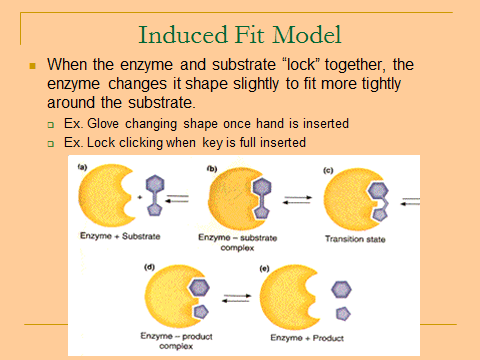 Induced Fit Model
When the enzyme and substrate “lock” together, the
enzyme changes it shape slightly to fit more tightly
around the substrate.
Ex. Glove changing shape once hand is inserted
Ex. Lock clicking when key is full inserted
(a)
+
Enzyme + Substrate
(b)
Enzyme – substrate
complex
(c)
Transition state
(d)
Enzyme – product
complex
(e)
Enzyme + Product